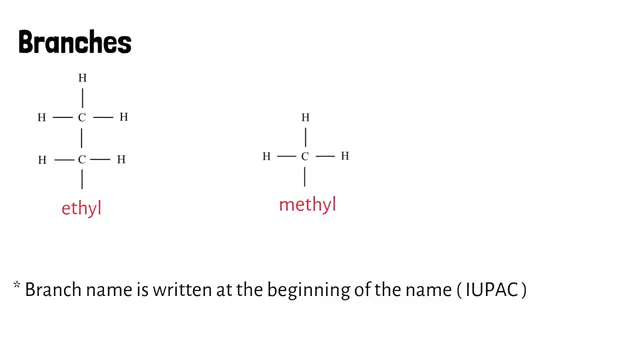 Branches
H
H — C — H
H — C — H
ethyl
H
H — C — H
methyl
* Branch name is written at the beginning of the name ( IUPAC )